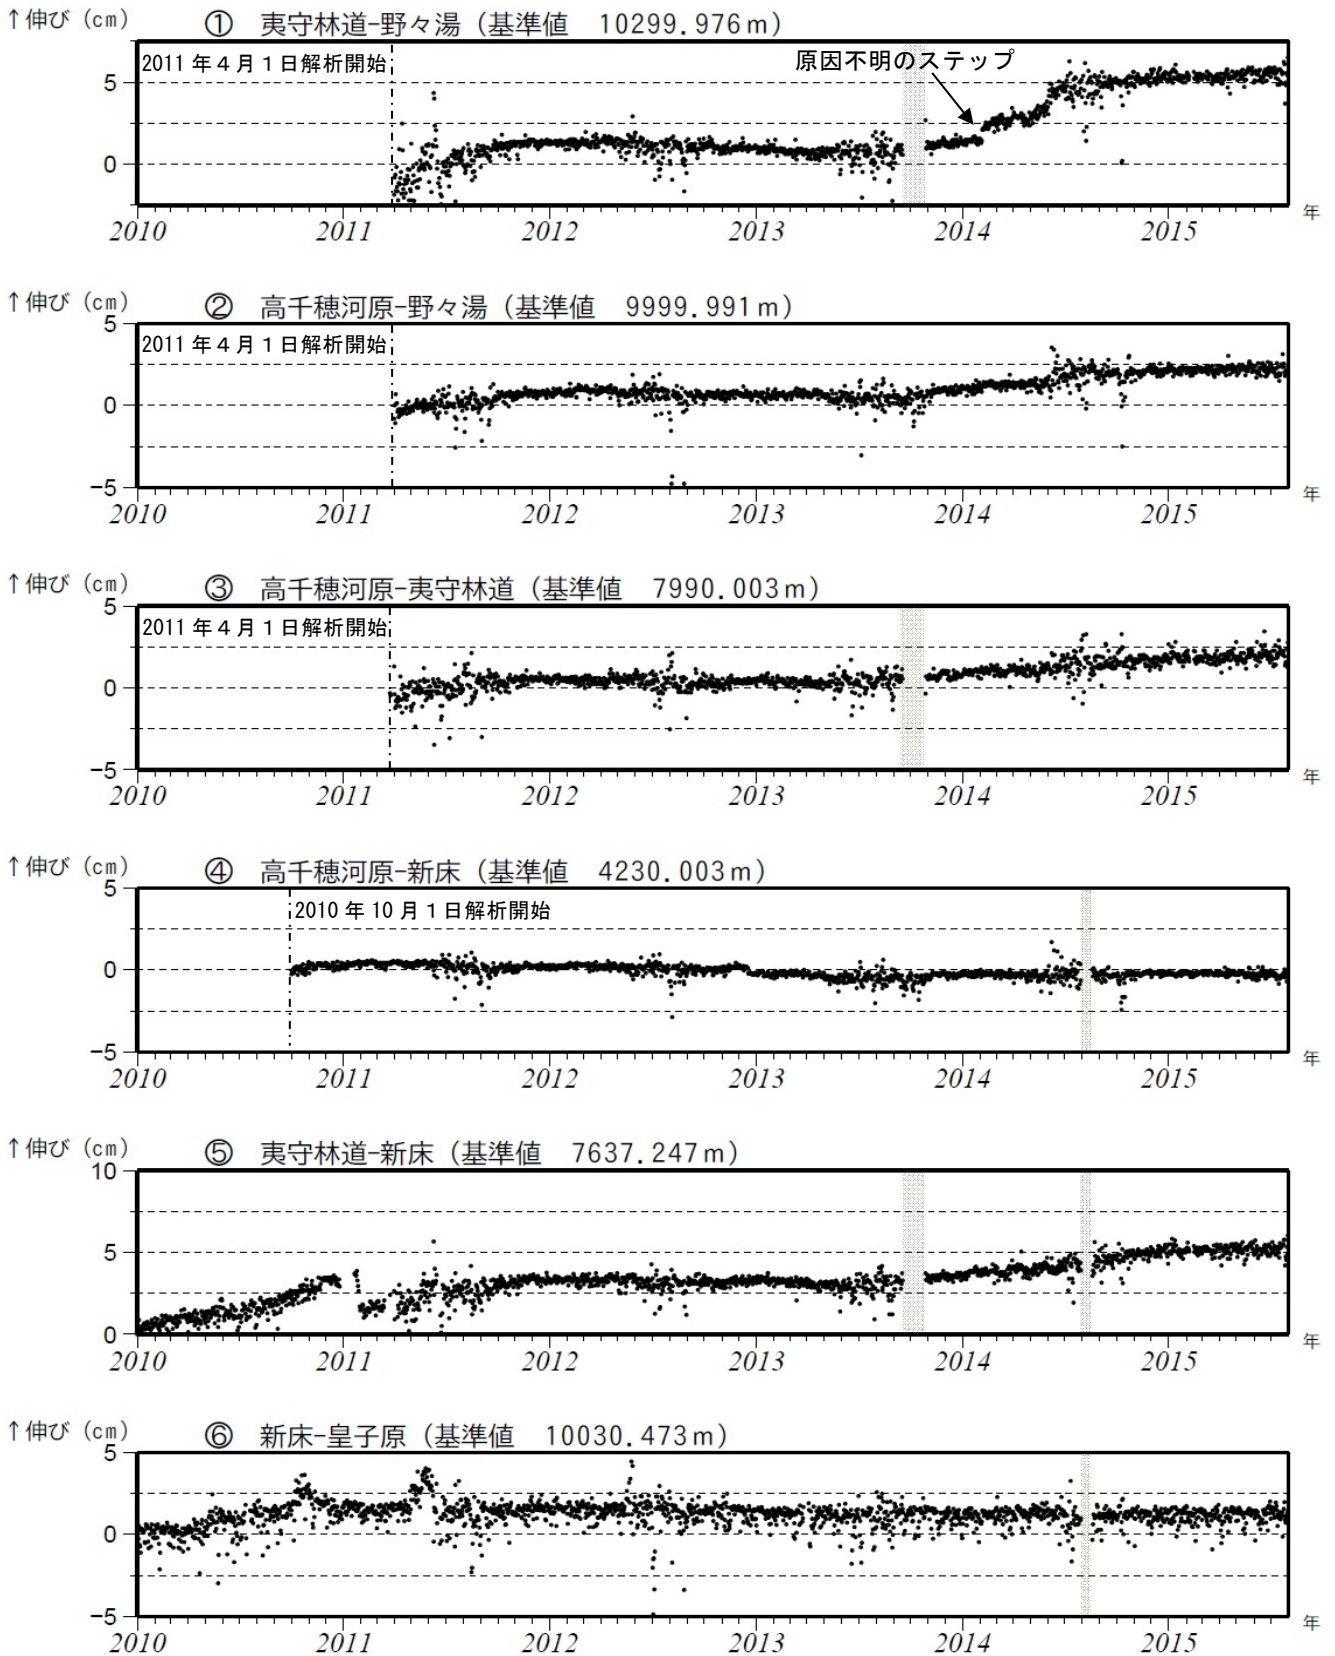 ↑伸び（cm） ① 夷守林道−野々湯（基準値　10299.976ｍ）
2011年４月１日解析開始
原因不明のステップ
5
0
2010 2011 2012 2013 2014 2015 年
↑伸び（cm） ② 高千穂河原−野々湯（基準値　9999.991ｍ）
5
2011年４月１日解析開始
0
−5
2010 2011 2012 2013 2014 2015 年
↑伸び（cm） ③ 高千穂河原−夷守林道（基準値　7990.003ｍ）
5
2011年４月１日解析開始
0
−5
2010 2011 2012 2013 2014 2015 年
↑伸び（cm） ④ 高千穂河原−新床（基準値　4230.003ｍ）
5
2010年10月１日解析開始
0
−5
2010 2011 2012 2013 2014 2015 年
↑伸び（cm） ⑤ 夷守林道−新床（基準値　7637.247ｍ）
10
5
0
2010 2011 2012 2013 2014 2015 年
↑伸び（cm） ⑥ 新床−皇子原（基準値　10030.473ｍ）
5
0
−5
2010 2011 2012 2013 2014 2015 年